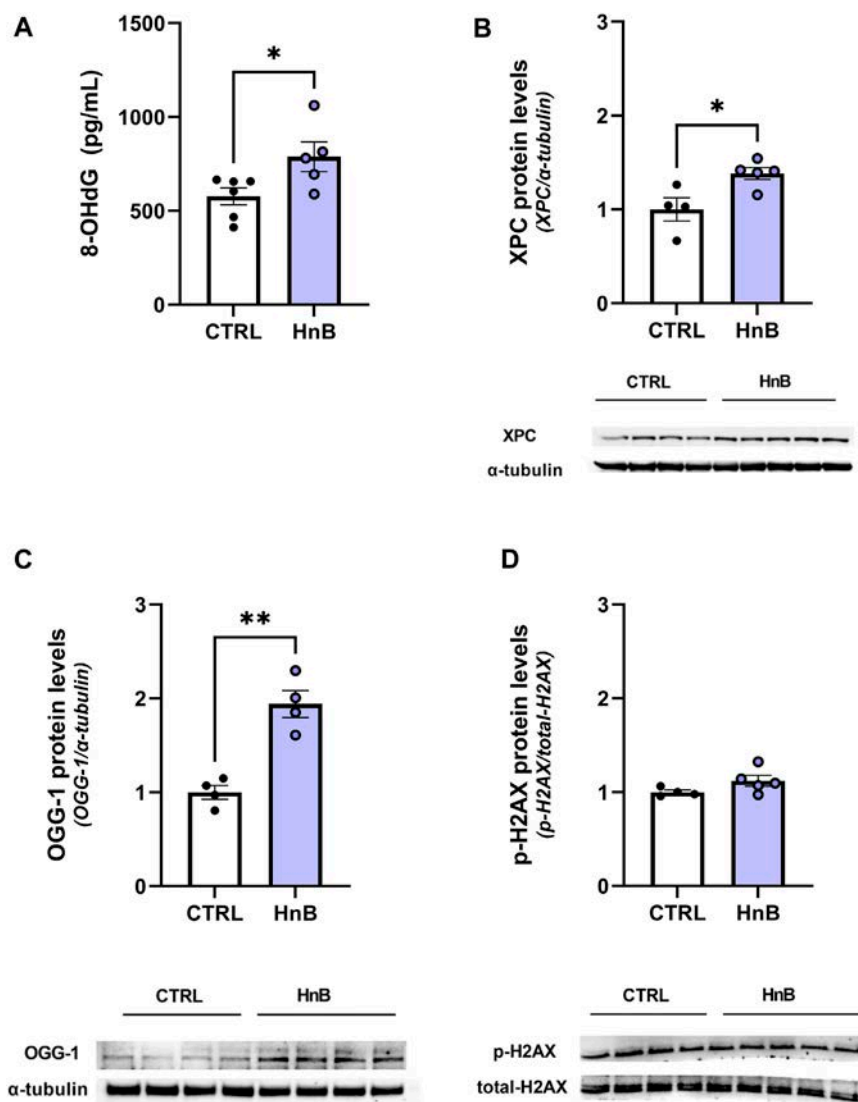 A
8-OHdG (pg/mL)
1500
1000
500
0
*
CTRL HnB
B
XPC protein levels
(XPC/α-tubulin)
3
2
1
0
*
CTRL HnB
CTRL HnB
XPC
α-tubulin
C
OGG-1 protein levels
(OGG-1/α-tubulin)
3
2
1
0
**
CTRL HnB
CTRL HnB
OGG-1
α-tubulin
D
p-H2AX protein levels
(p-H2AX/total-H2AX)
3
2
1
0
CTRL HnB
CTRL HnB
p-H2AX
total-H2AX